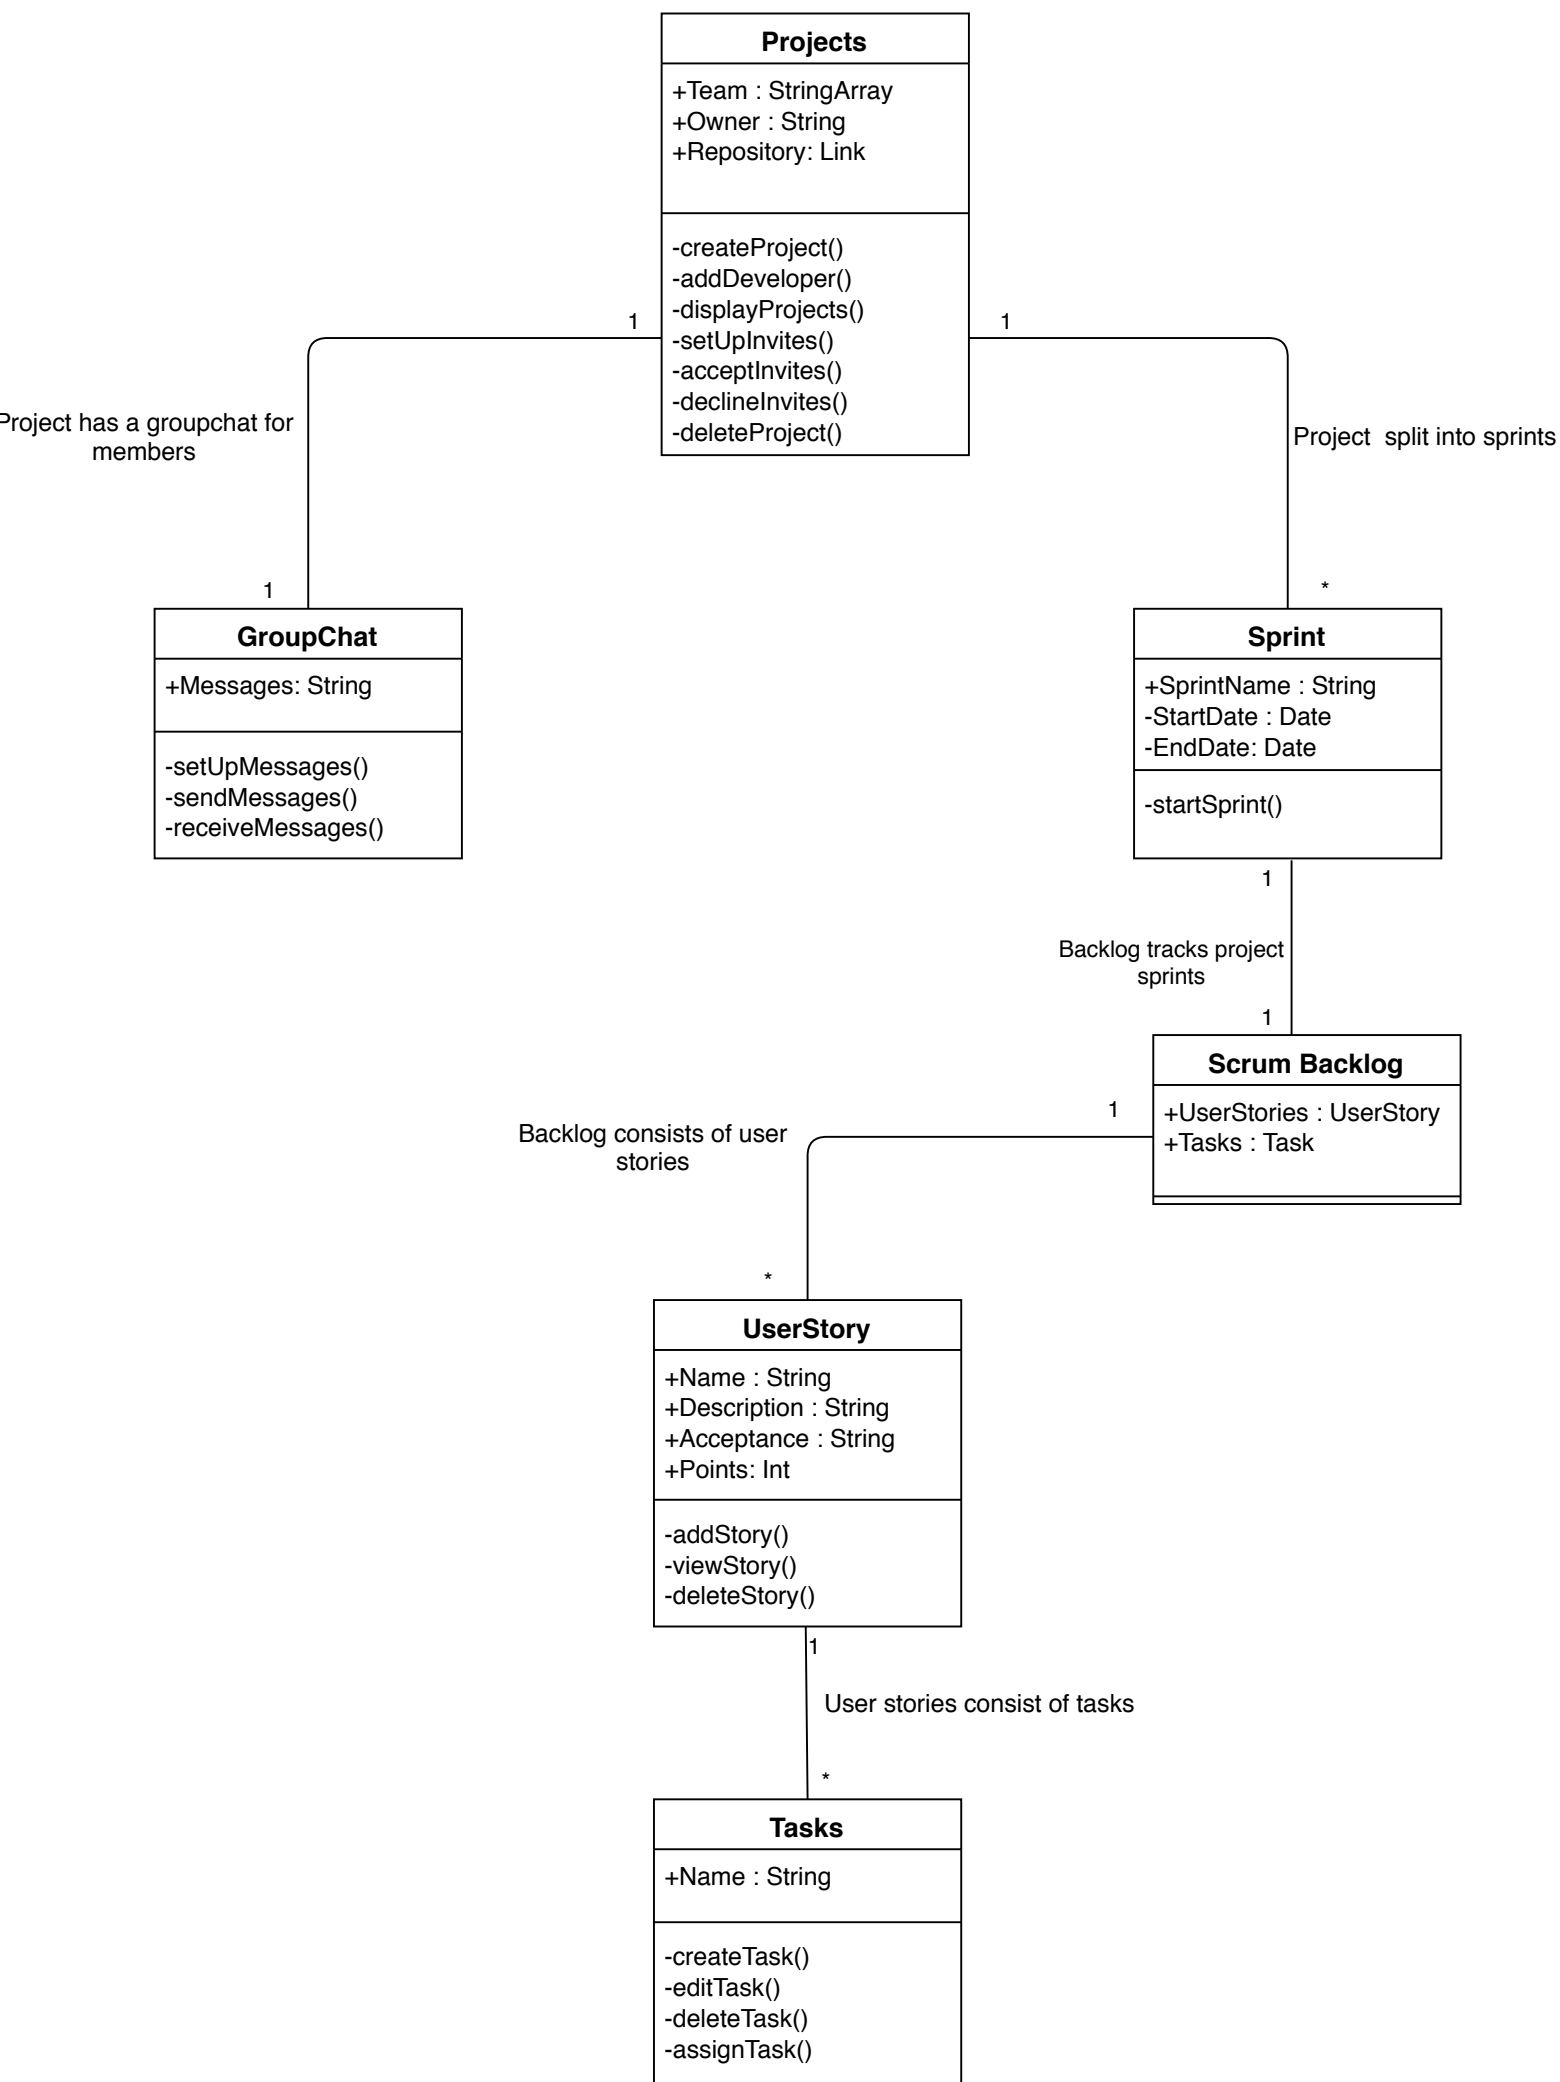 Projects
+Team : StringArray
+Owner : String
+Repository: Link
-createProject()
-addDeveloper()
-displayProjects()
-setUpInvites()
-acceptInvites()
-declineInvites()
-deleteProject()
1
1
Project has a groupchat for
members
Project  split into sprints
1
*
GroupChat
+Messages: String
-setUpMessages()
-sendMessages()
-receiveMessages()
Sprint
+SprintName : String
-StartDate : Date
-EndDate: Date
-startSprint()
1
Backlog tracks project
sprints
1
Scrum Backlog
+UserStories : UserStory
+Tasks : Task
1
Backlog consists of user
stories
*
UserStory
+Name : String
+Description : String
+Acceptance : String
+Points: Int
-addStory()
-viewStory()
-deleteStory()
1
User stories consist of tasks
*
Tasks
+Name : String
-createTask()
-editTask()
-deleteTask()
-assignTask()